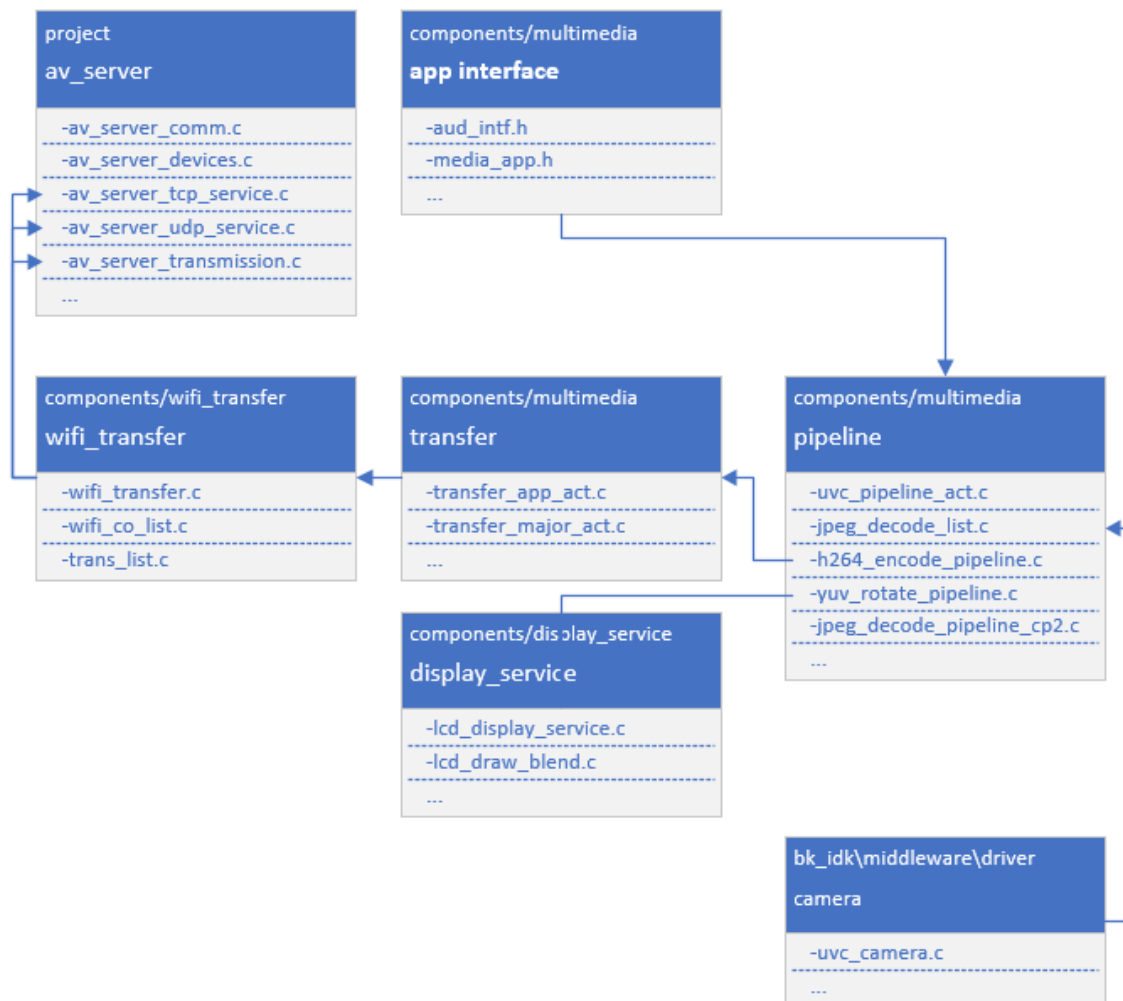 project
av_server
-av_server_comm.c
-av_server_devices.c
-av_server_tcp_service.c
-av_server_udp_service.c
-av_server_transmission.c
...
components/multimedia
app interface
-aud_intf.h
-media_app.h
...
components/wifi_transfer
wifi_transfer
-wifi_transfer.c
-wifi_co_list.c
-trans_list.c
components/multimedia
transfer
-transfer_app_act.c
-transfer_major_act.c
...
components/multimedia
pipeline
-uvc_pipeline_act.c
-jpeg_decode_list.c
-h264_encode_pipeline.c
-yuv_rotate_pipeline.c
-jpeg_decode_pipeline_cp2.c
...
components/display_service
display_service
-lcd_display_service.c
-lcd_draw_blend.c
...
bk_idk\middleware\driver
camera
-uvc_camera.c
...